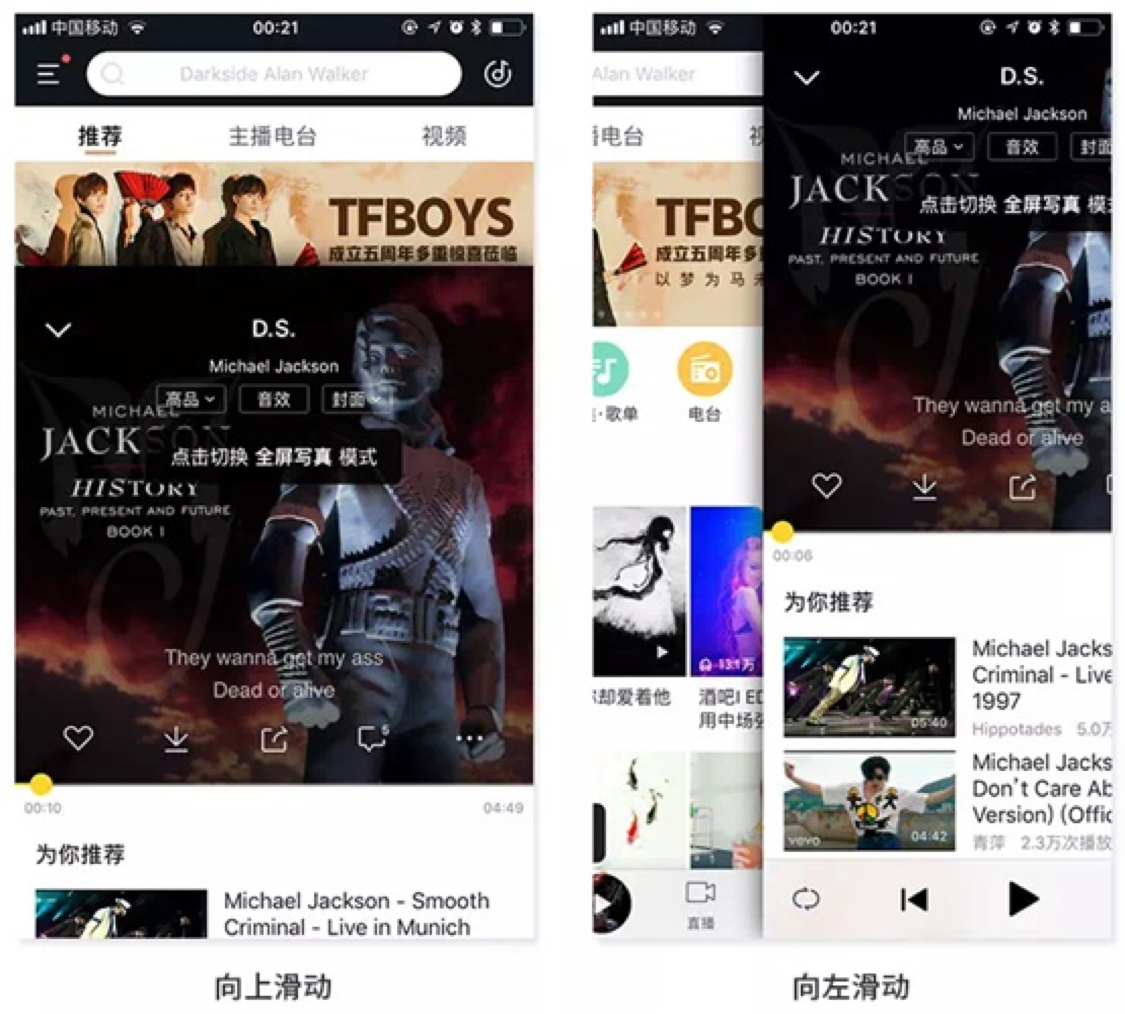 中国移动
00:21
Darkside Alan Walker
推荐
主播电台
视频
TFBOYS
成立五周年多重惊喜莅临
D.S.
Michael Jackson
高品
音效
封面
MICHAEL
JACKSON
点击切换 全屏写真 模式
HISTORY
PAST, PRESENT AND FUTURE
BOOK I
They wanna get my ass
Dead or alive
5
00:10
04:49
为你推荐
Michael Jackson - Smooth
Criminal - Live in Munich
向上滑动
中国移动
00:21
Alan Walker
播电台
TFBO
成立五周年多重
以梦为马
·歌单
电台
13.1万
你却爱着他
酒吧I ED
用中场
直播
D.S.
Michael Jackson
高品
音效
封面
MICHAEL
JACKSON
点击切换 全屏写真 模式
HISTORY
PAST, PRESENT AND FUTURE
BOOK I
They wanna get my a
Dead or alive
00:06
为你推荐
05:40
Michael Jacks
Criminal - Live
1997
Hippotades 5.0万
vevo
04:42
Michael Jacks
Don't Care Ab
Version) (Offic
青萍 2.3万次播放
向左滑动